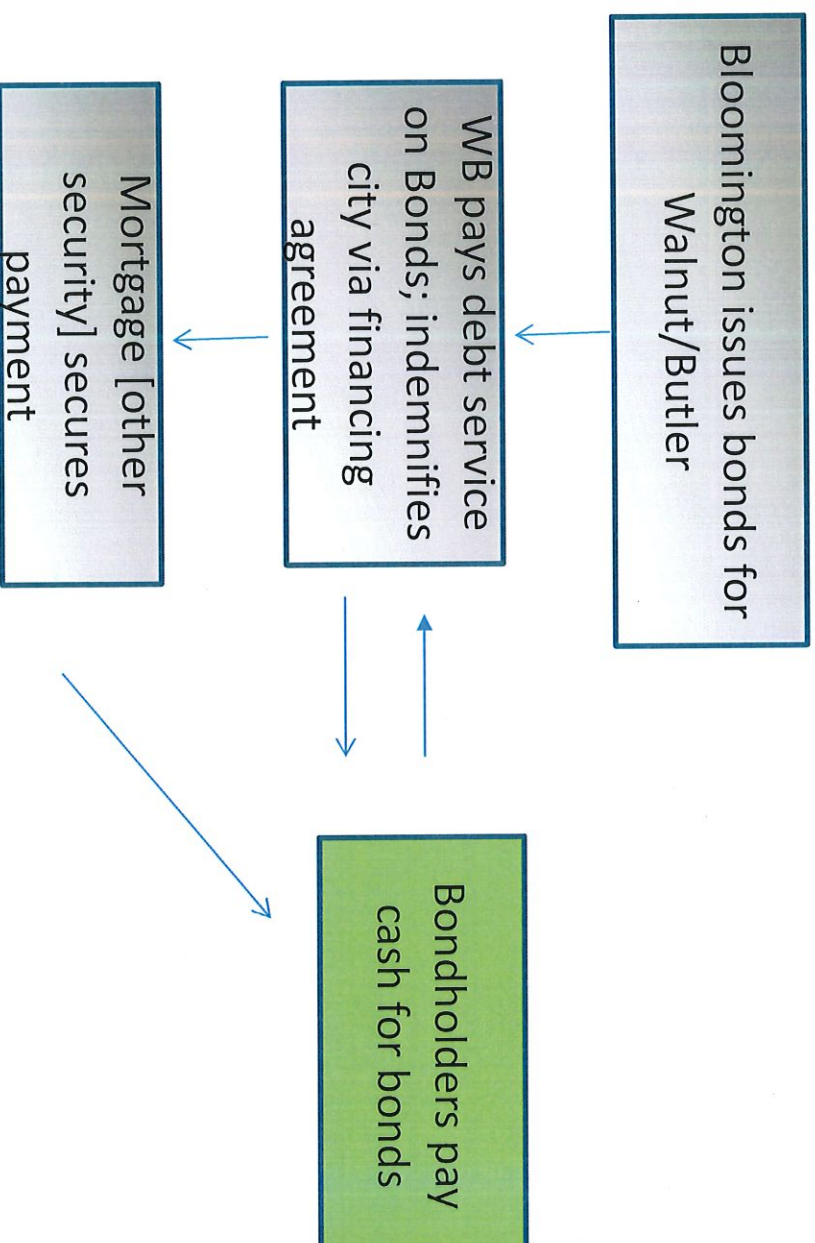 Bloomington issues bonds for
Walnut/Butler
WB pays debt service
on Bonds; indemnifies
city via financing
agreement
Mortgage [other
security] secures
payment
Bondholders pay
cash for bonds